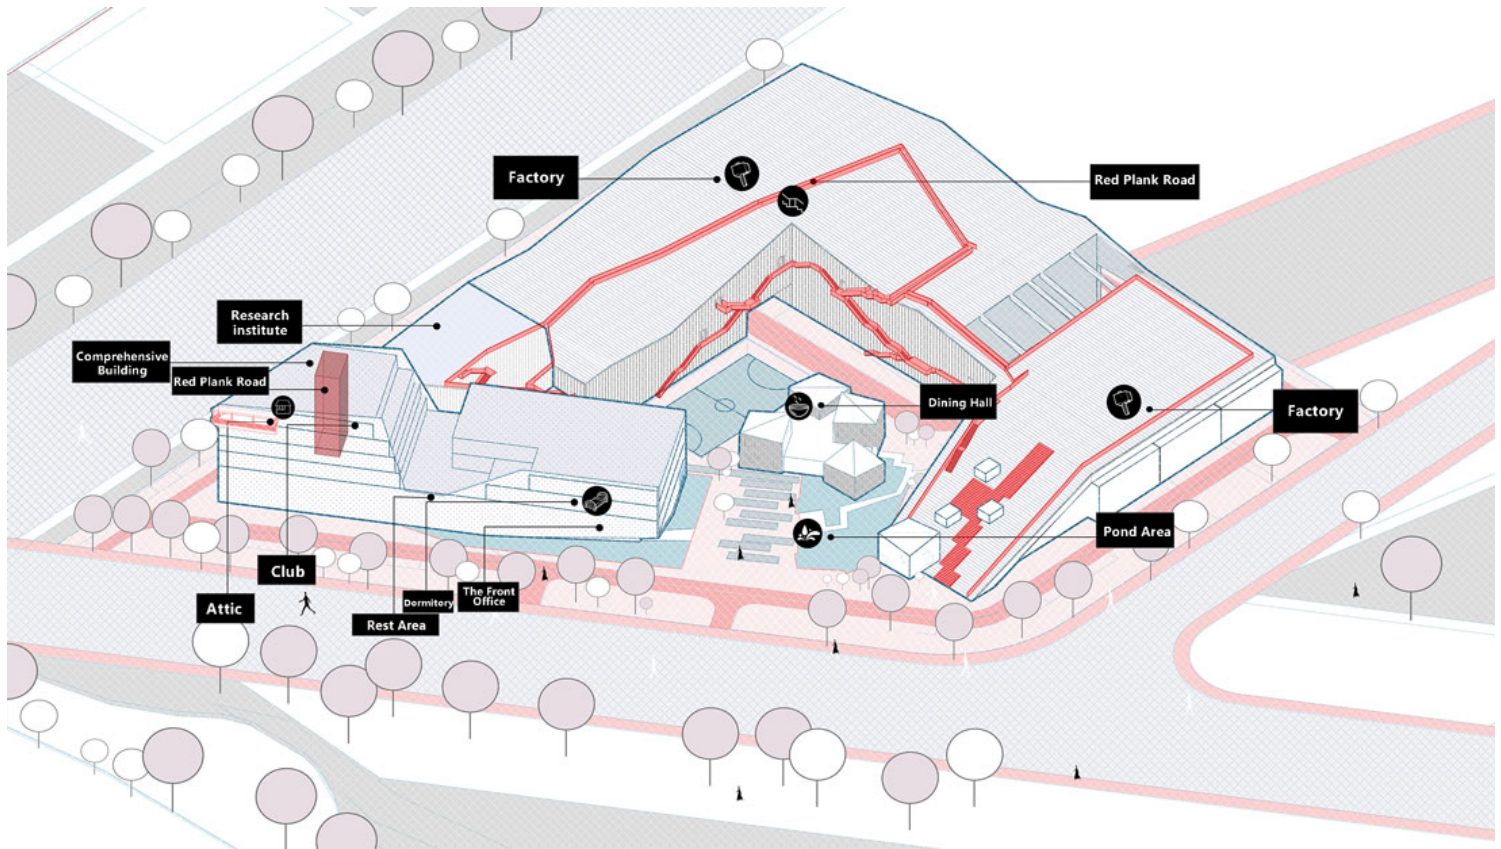 Factory
Red Plank Road
Research
institute
Comprehensive
Building
Red Plank Road
Dining Hall
Factory
Pond Area
Club
Attic
Dormitory
The Front
Office
Rest Area